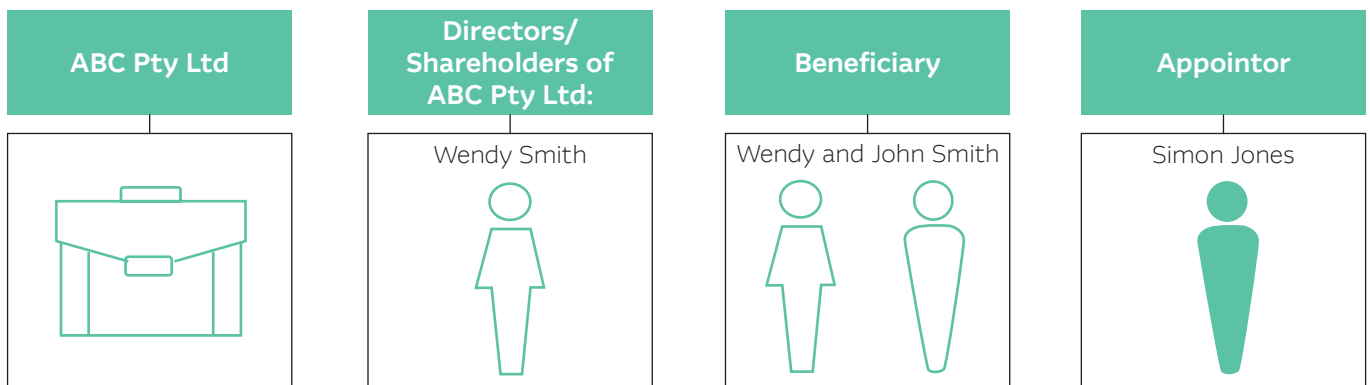 ABC Pty Ltd
Directors/
Shareholders of
ABC Pty Ltd:
Beneficiary
Appointor
Wendy Smith
Wendy and John Smith
Simon Jones